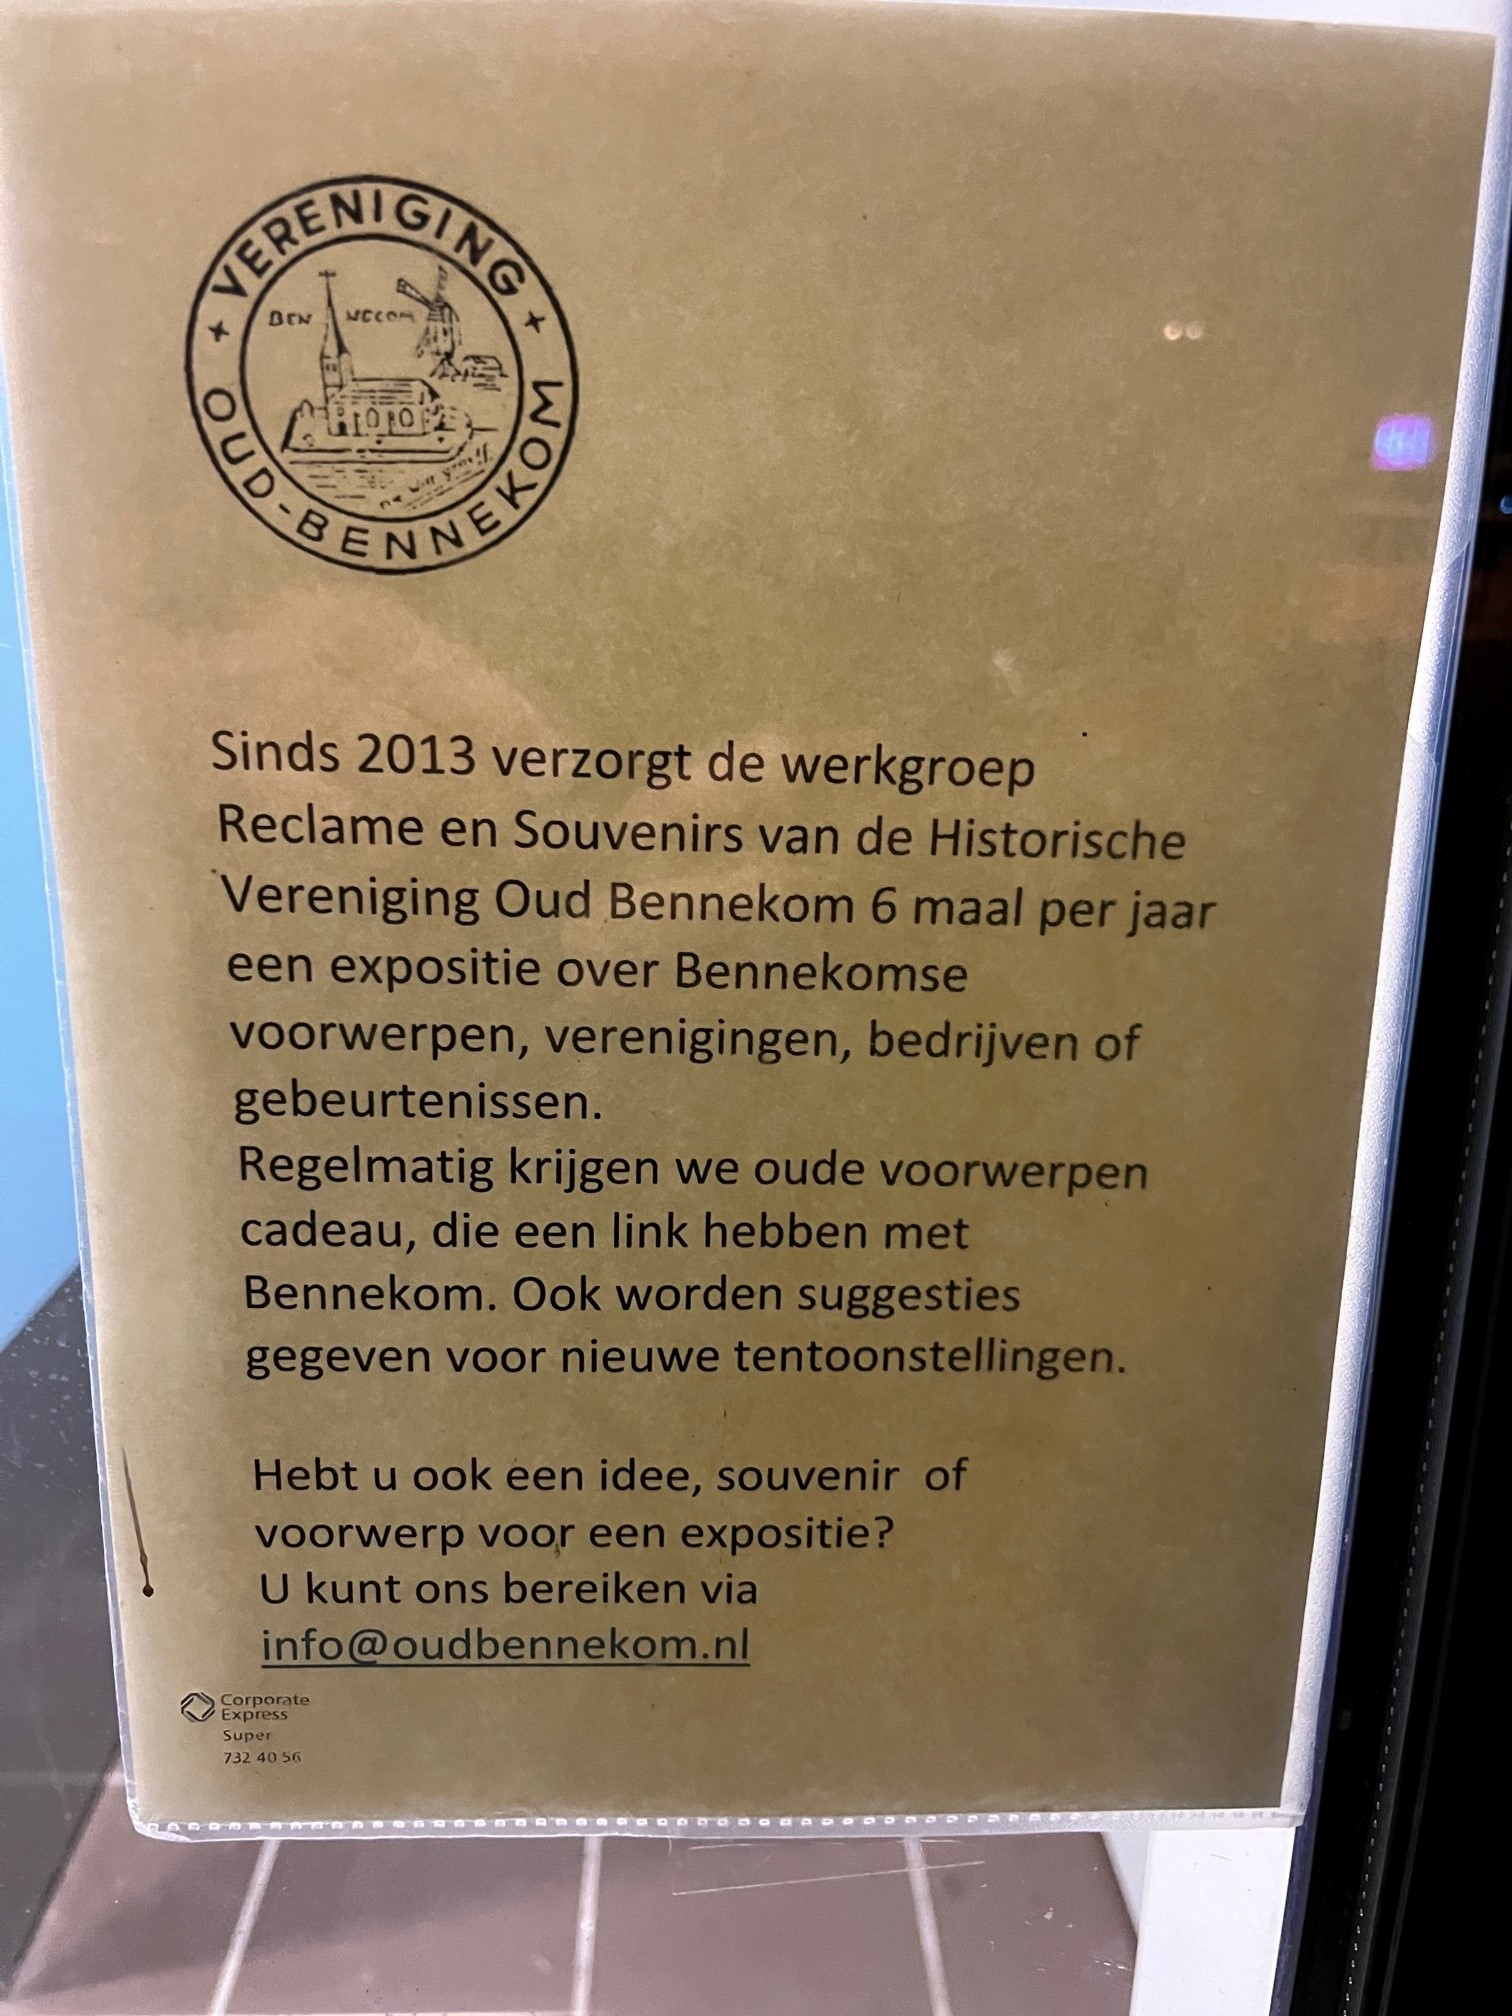 VERENIGING
BEN NECOM
OUD-BENNEKOM
Sinds 2013 verzorgt de werkgroep
Reclame en Souvenirs van de Historische
Vereniging Oud Bennekom 6 maal per jaar
een expositie over Bennekomse
voorwerpen, verenigingen, bedrijven of
gebeurtenissen.
Regelmatig krijgen we oude voorwerpen
cadeau, die een link hebben met
Bennekom. Ook worden suggesties
gegeven voor nieuwe tentoonstellingen.
Hebt u ook een idee, souvenir of
voorwerp voor een expositie?
U kunt ons bereiken via
info@oudbennekom.nl
Corporate
Express
Super
732 40 56